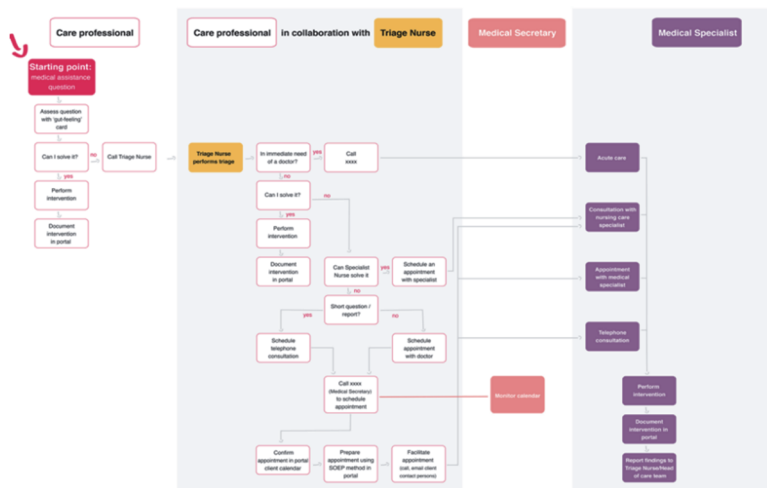 Care professional
Care professional
in collaboration with
Triage Nurse
Medical Secretary
Medical Specialist
Starting point:
medical assistance
question
Assess question
with 'gut-feeling'
card
Can I solve it?
no
Call Triage Nurse
yes
Perform
intervention
Document
intervention
in portal
Triage Nurse
performs triage
In immediate need
of a doctor?
yes
Call
xxxx
no
Can I solve it?
no
yes
Perform
intervention
Document
intervention
in portal
Can Specialist
Nurse solve it
yes
Schedule an
appointment
with specialist
no
Short question /
report?
yes
no
Schedule
telephone
consultation
Schedule
appointment
with doctor
Call xxxx
(Medical Secretary)
to schedule
appointment
Monitor calendar
Confirm
appointment in portal
client calendar
Prepare
appointment using
SOEP method in
portal
Facilitate
appointment
(call, email client
contact persons)
Acute care
Consultation with
nursing care
specialist
Appointment
with medical
specialist
Telephone
consultation
Perform
intervention
Document
intervention in
portal
Report findings to
Triage Nurse/Head
of care team